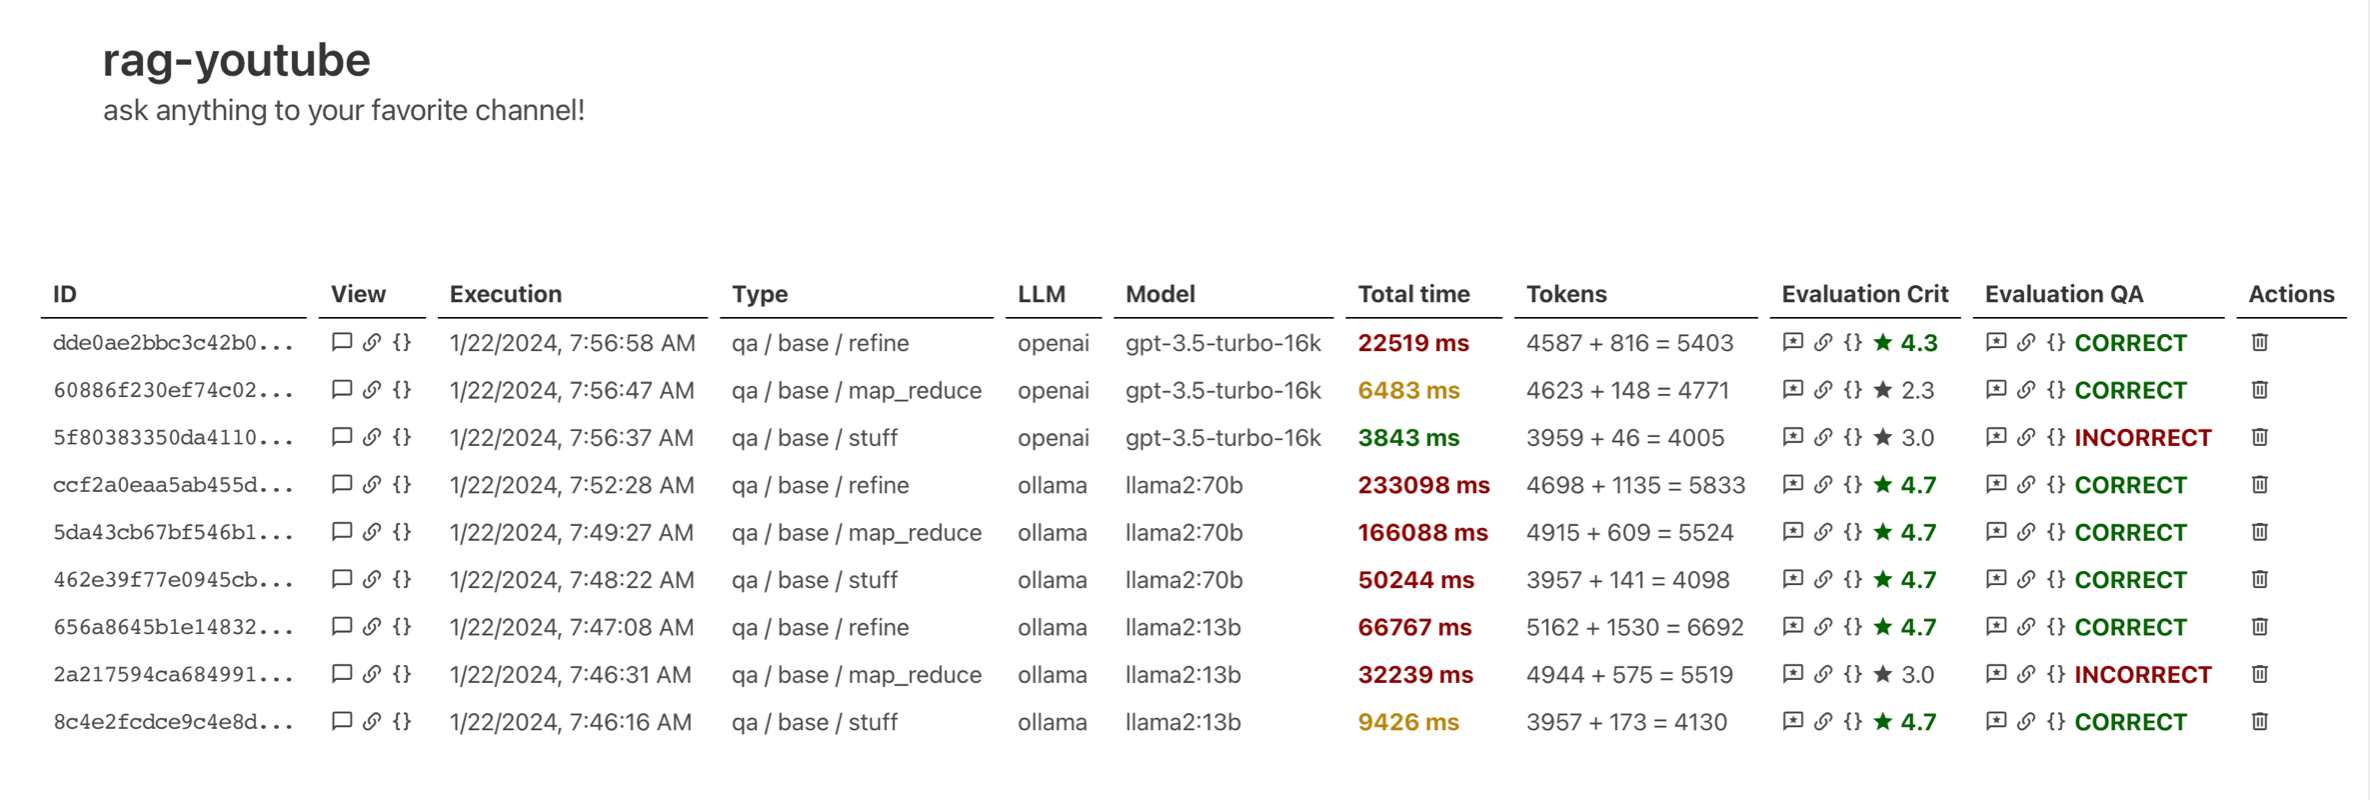 rag-youtube
ask anything to your favorite channel!
ID View Execution Type LLM Model Total time Tokens Evaluation Crit Evaluation QA Actions
dde0ae2bbc3c42b0... {} 1/22/2024, 7:56:58 AM qa / base / refine openai gpt-3.5-turbo-16k 22519 ms 4587 + 816 = 5403 {} ★ 4.3 {} CORRECT
60886f230ef74c02... {} 1/22/2024, 7:56:47 AM qa / base / map_reduce openai gpt-3.5-turbo-16k 6483 ms 4623 + 148 = 4771 {} ★ 2.3 {} CORRECT
5f80383350da4110... {} 1/22/2024, 7:56:37 AM qa / base / stuff openai gpt-3.5-turbo-16k 3843 ms 3959 + 46 = 4005 {} ★ 3.0 {} INCORRECT
ccf2a0eaa5ab455d... {} 1/22/2024, 7:52:28 AM qa / base / refine ollama llama2:70b 233098 ms 4698 + 1135 = 5833 {} ★ 4.7 {} CORRECT
5da43cb67bf546b1... {} 1/22/2024, 7:49:27 AM qa / base / map_reduce ollama llama2:70b 166088 ms 4915 + 609 = 5524 {} ★ 4.7 {} CORRECT
462e39f77e0945cb... {} 1/22/2024, 7:48:22 AM qa / base / stuff ollama llama2:70b 50244 ms 3957 + 141 = 4098 {} ★ 4.7 {} CORRECT
656a8645b1e14832... {} 1/22/2024, 7:47:08 AM qa / base / refine ollama llama2:13b 66767 ms 5162 + 1530 = 6692 {} ★ 4.7 {} CORRECT
2a217594ca684991... {} 1/22/2024, 7:46:31 AM qa / base / map_reduce ollama llama2:13b 32239 ms 4944 + 575 = 5519 {} ★ 3.0 {} INCORRECT
8c4e2fcdce9c4e8d... {} 1/22/2024, 7:46:16 AM qa / base / stuff ollama llama2:13b 9426 ms 3957 + 173 = 4130 {} ★ 4.7 {} CORRECT